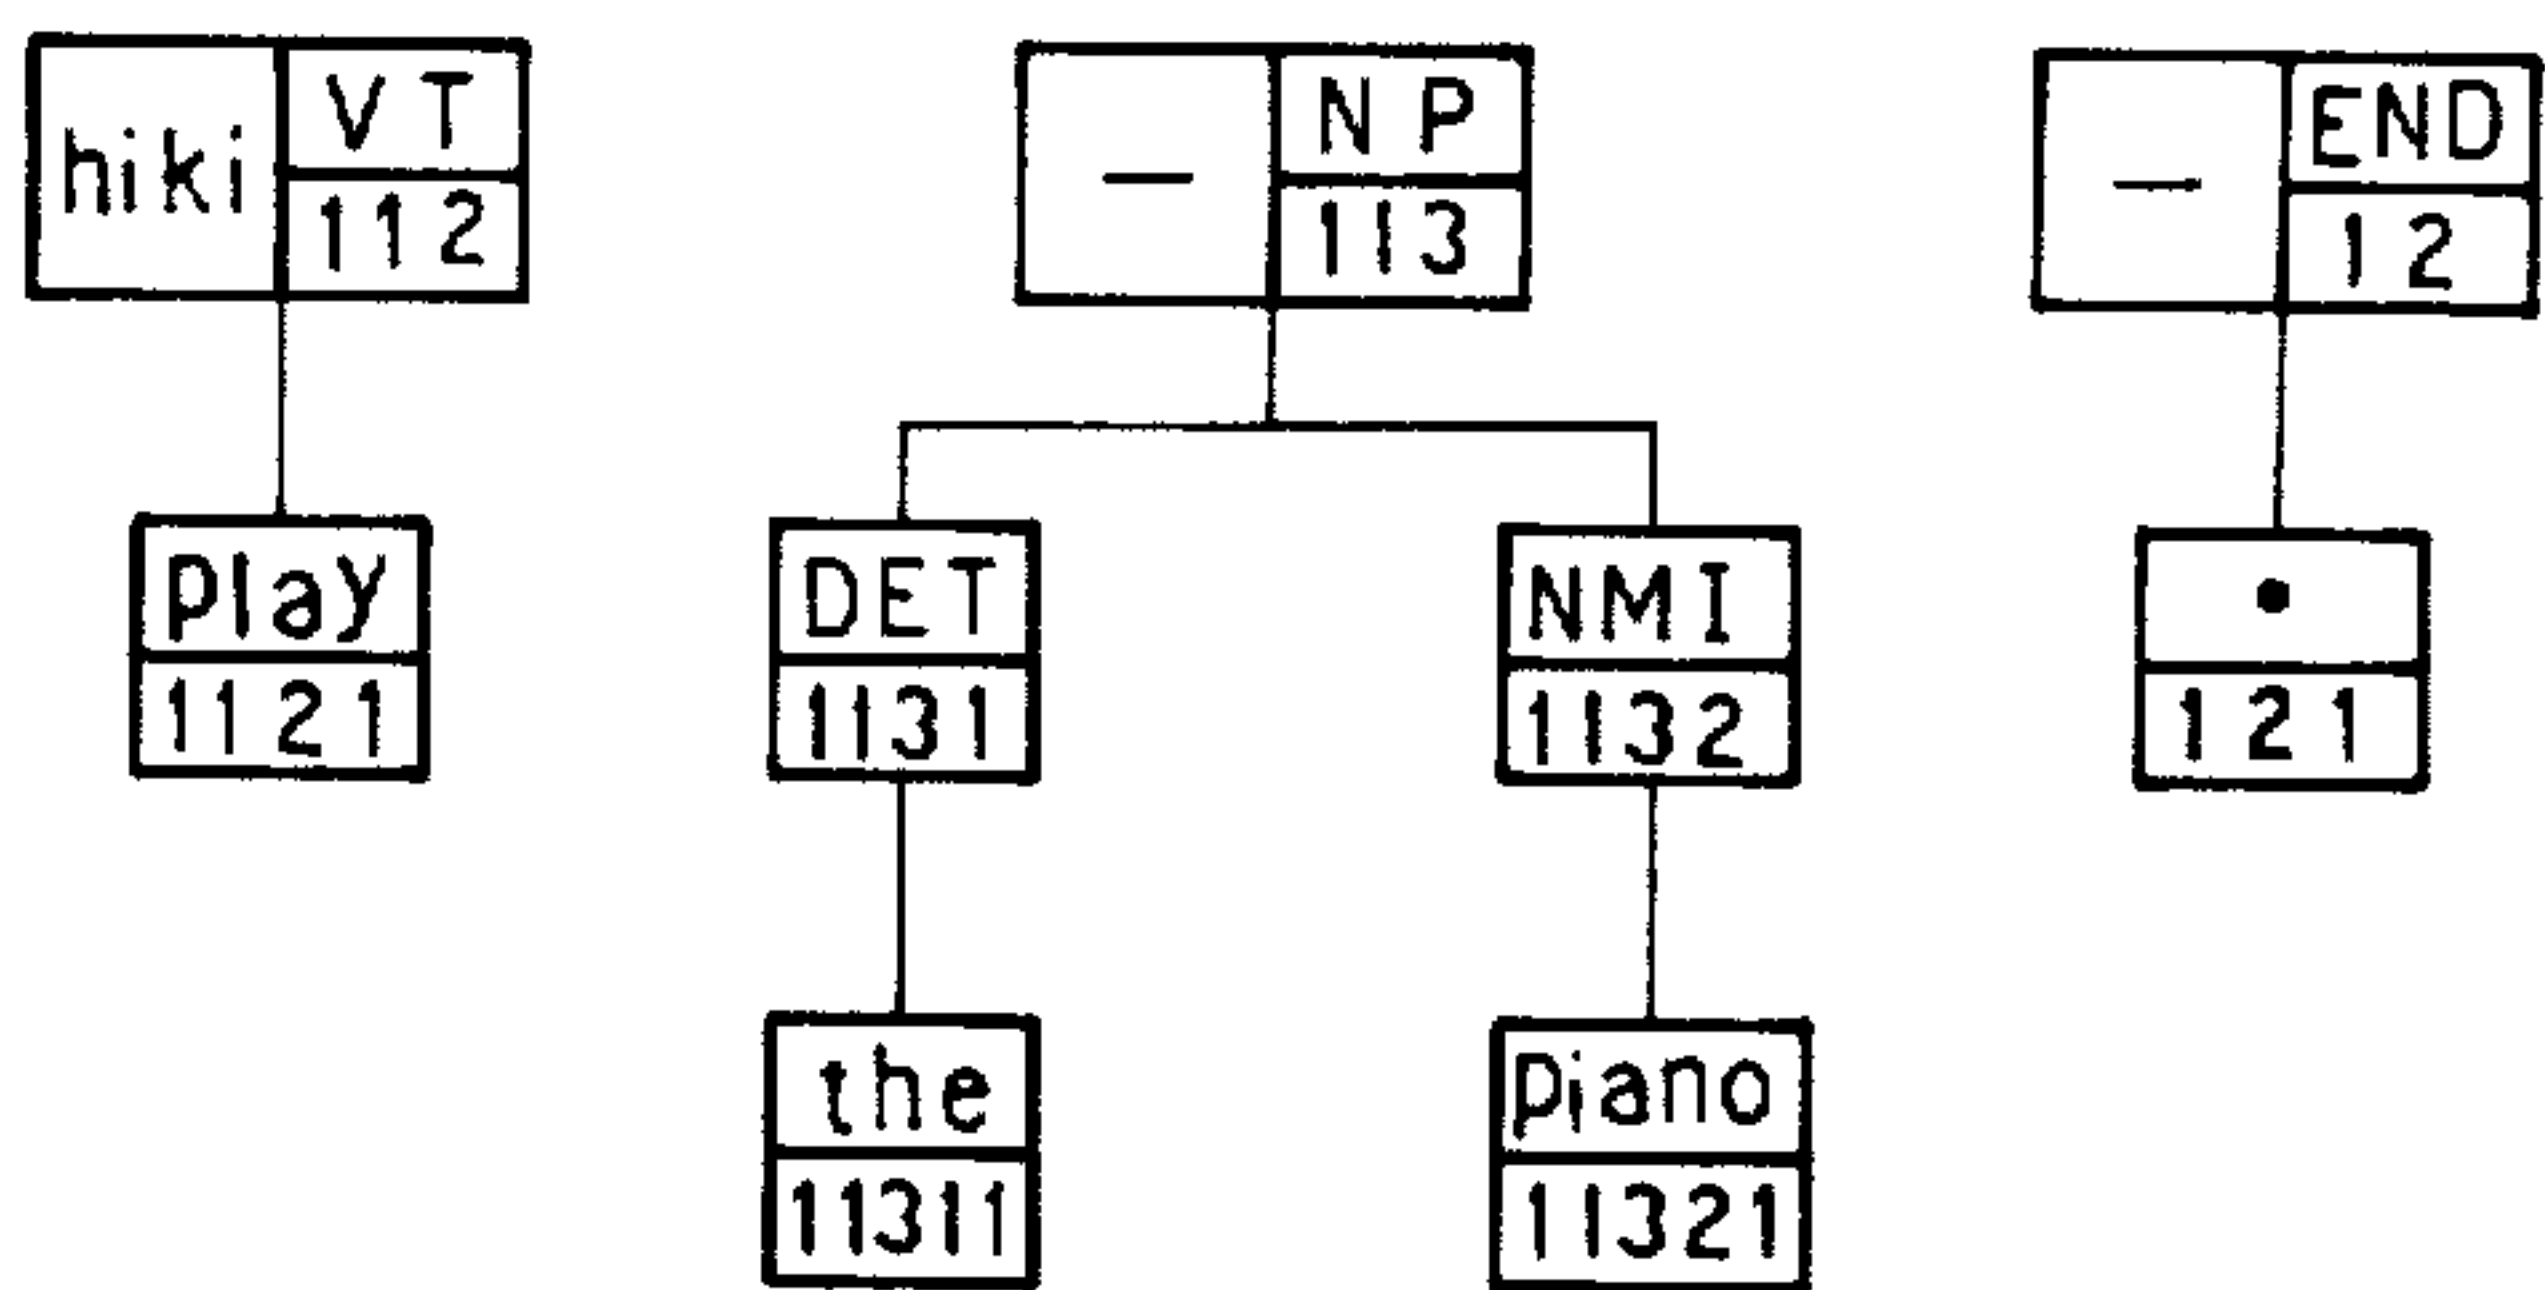 hiki VT 112
— NP 113
— END 12
play 1121
DET 1131
NMI 1132
• 121
the 11311
piano 11321